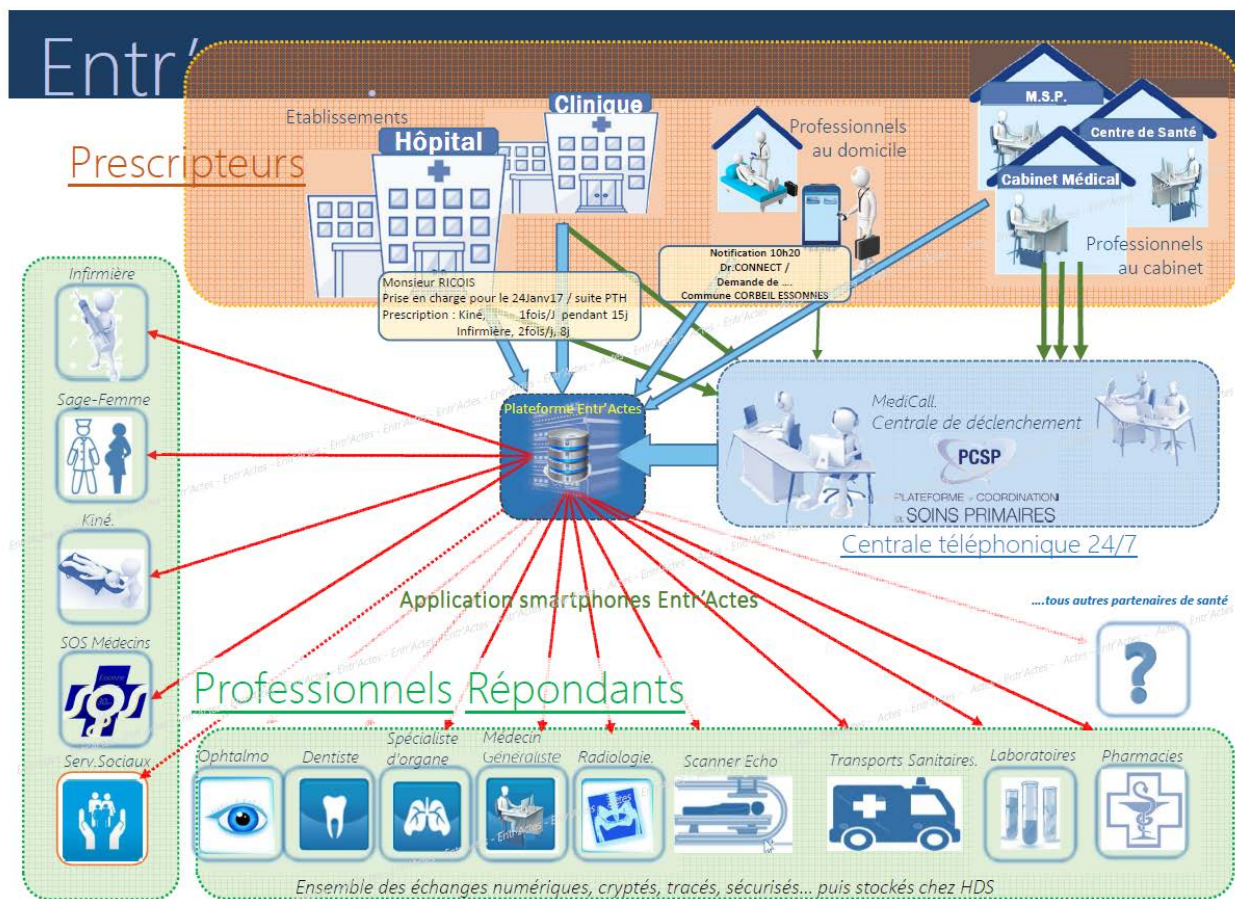 Entr'
Etablissements
Clinique
Hôpital
Prescripteurs
Professionnels
au domicile
M.S.P.
Centre de Santé
Cabinet Médical
Professionnels
au cabinet
Notification 10h20
Dr.CONNECT /
Demande de ....
Commune CORBEIL ESSONNES
Monsieur RICOIS
Prise en charge pour le 24Janv17 / suite PTH
Prescription : Kiné, 1fois/J pendant 15j
Infirmière, 2fois/j, 8j
Infirmière
Sage-Femme
Kiné.
SOS Médecins
SOS
Serv.Sociaux
Plateforme Entr'Actes
MediCall.
Centrale de déclenchement
PCSP
PLATEFORME DE COORDINATION
DE SOINS PRIMAIRES
Centrale téléphonique 24/7
Application smartphones Entr'Actes
....tous autres partenaires de santé
?
Professionnels Répondants
Ophtalmo
Dentiste
Spécialiste
d'organe
Médecin
Généraliste
Radiologie.
Scanner Echo
Transports Sanitaires.
Laboratoires
Pharmacies
Ensemble des échanges numériques, cryptés, tracés, sécurisés... puis stockés chez HDS